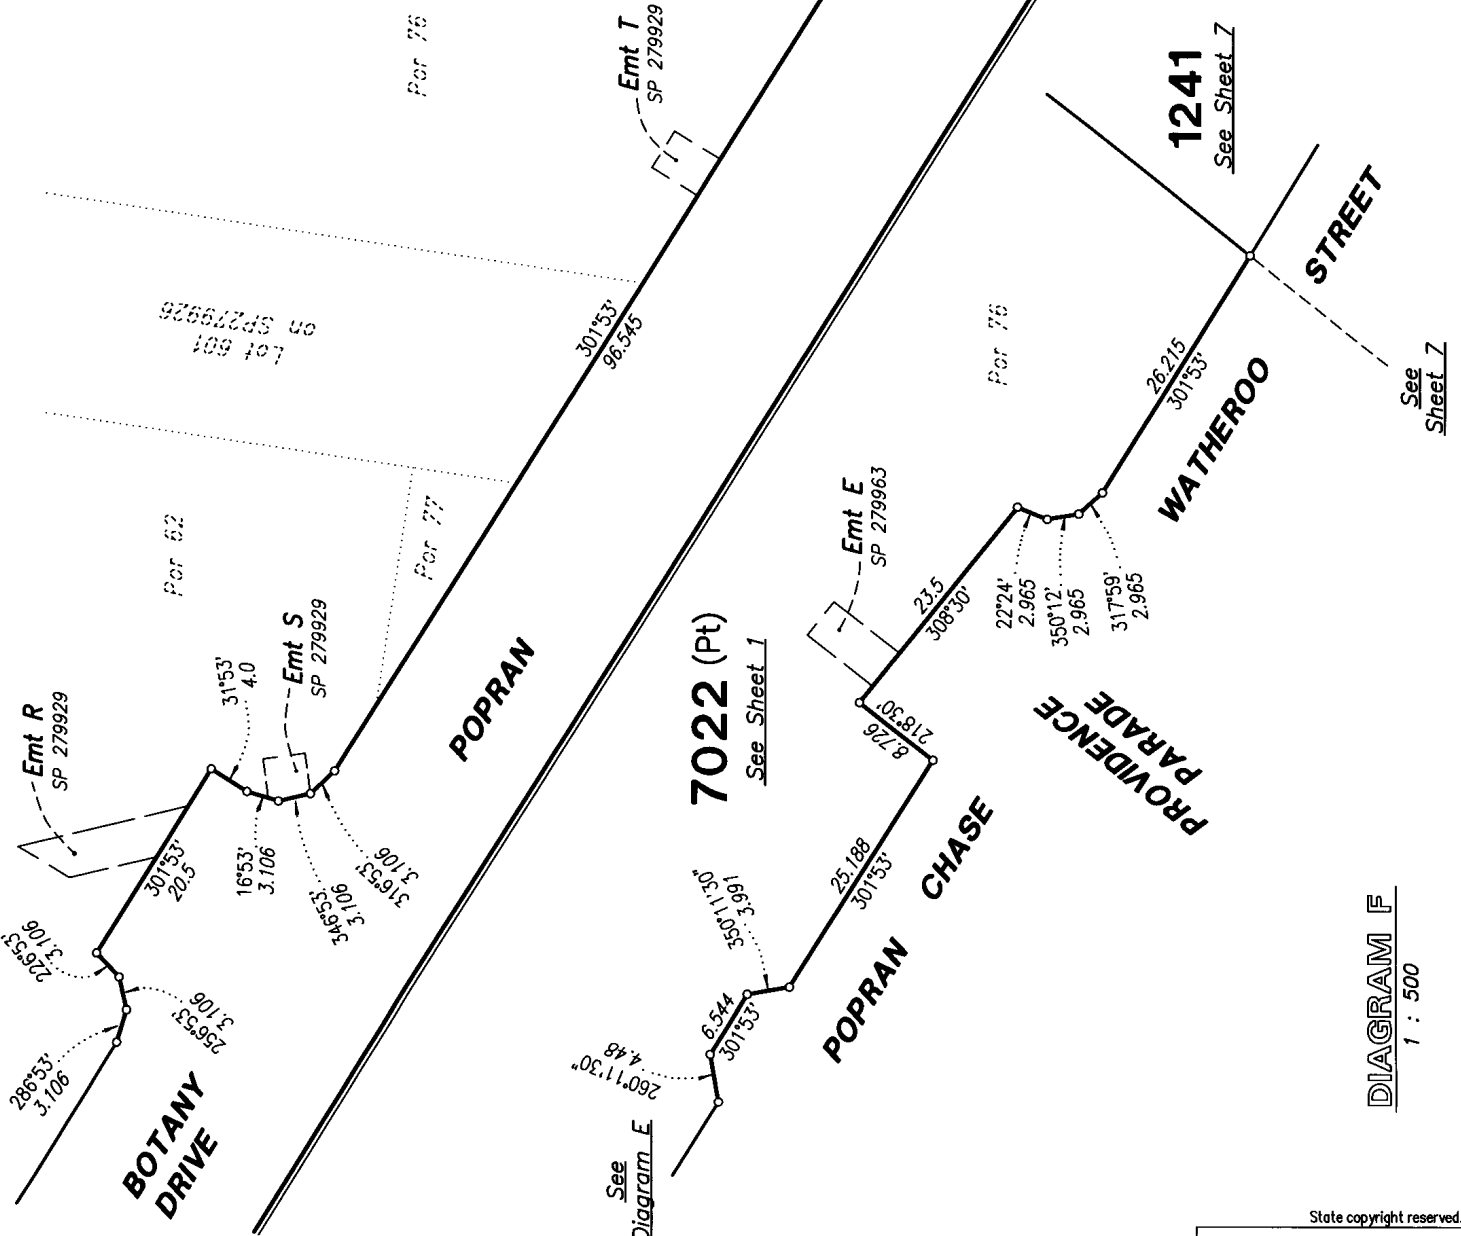 Por 76
Emt T
SP 279929
1241
See Sheet 7
STREET
Lot 601
on SP279926
301°53'
96.545
Por 76
26.215
301°53'
See
Sheet 7
WATHEROO
Por 62
Por 77
Emt E
SP 279963
23.5
308°30'
22°24'
2.965
350°12'
2.965
317°59'
2.965
Emt R
SP 279929
31°53'
4.0
Emt S
SP 279929
POPRAN
7022 (Pt)
See Sheet 1
8.726
218°30'
PROVIDENCE
PARADE
301°53'
20.5
16°53'
3.106
346°53'
3.106
316°53'
3.106
226°53'
3.106
256°53'
3.106
286°53'
3.106
BOTANY
DRIVE
350°11'30"
3.991
25.188
301°53'
CHASE
POPRAN
6.544
301°53'
260°11'30"
4.48
See
Diagram E
DIAGRAM F
1 : 500
State copyright reserved.